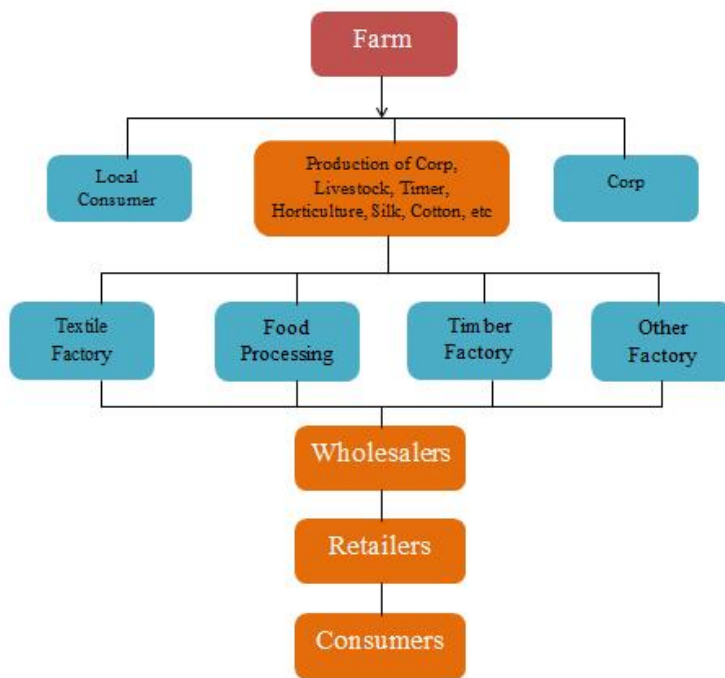 Farm
Local
Consumer
Production of Corp,
Livestock, Timer,
Horticulture, Silk, Cotton, etc
Corp
Textile
Factory
Food
Processing
Timber
Factory
Other
Factory
Wholesalers
Retailers
Consumers